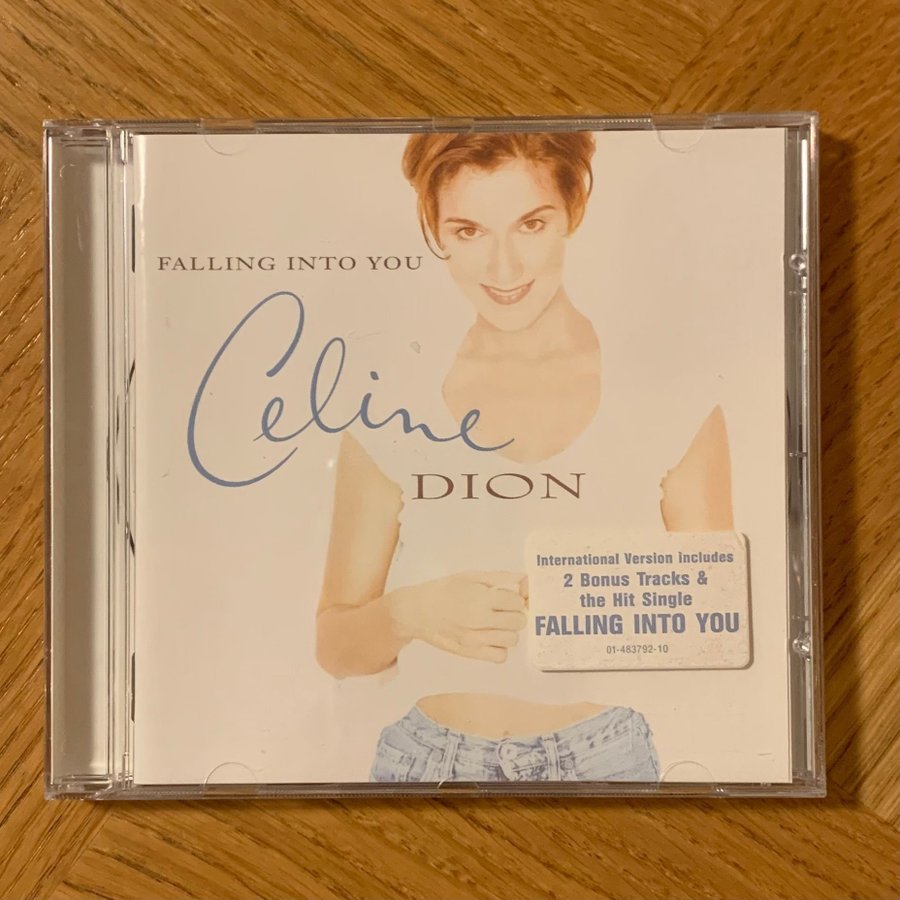 FALLING INTO YOU
Celine
DION
International Version includes
2 Bonus Tracks &
the Hit Single
FALLING INTO YOU
01-483792-10